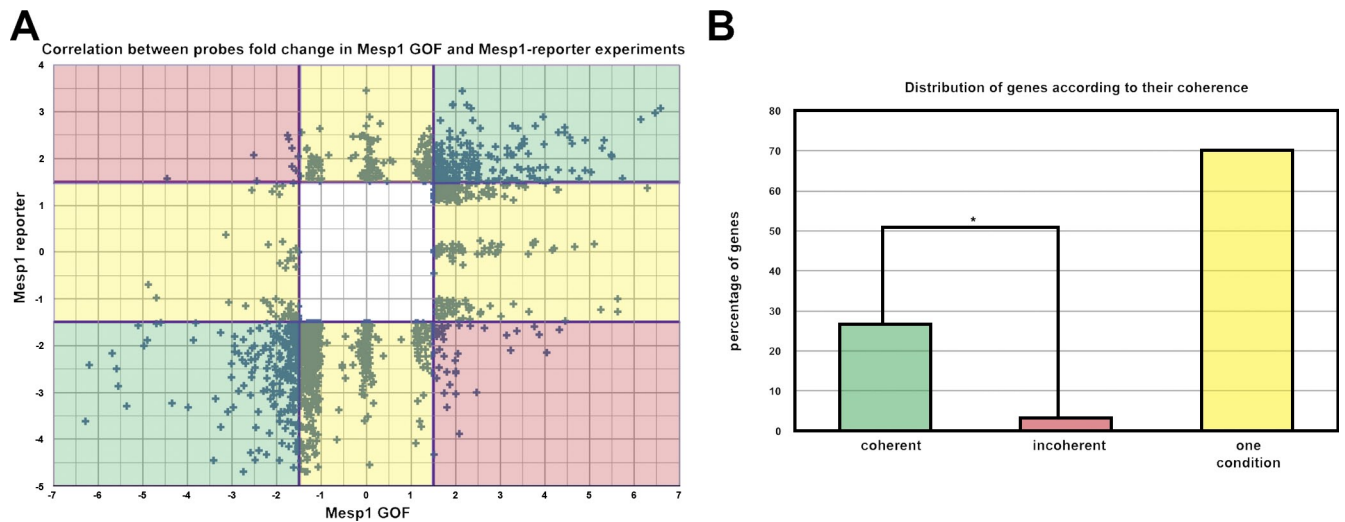 A
Correlation between probes fold change in Mesp1 GOF and Mesp1-reporter experiments
4
3
2
1
0
-1
-2
-3
-4
-5
Mesp1 reporter
-7 -6 -5 -4 -3 -2 -1 0 1 2 3 4 5 6 7
Mesp1 GOF
B
Distribution of genes according to their coherence
80
70
60
50
40
30
20
10
0
percentage of genes
*
coherent incoherent one
condition